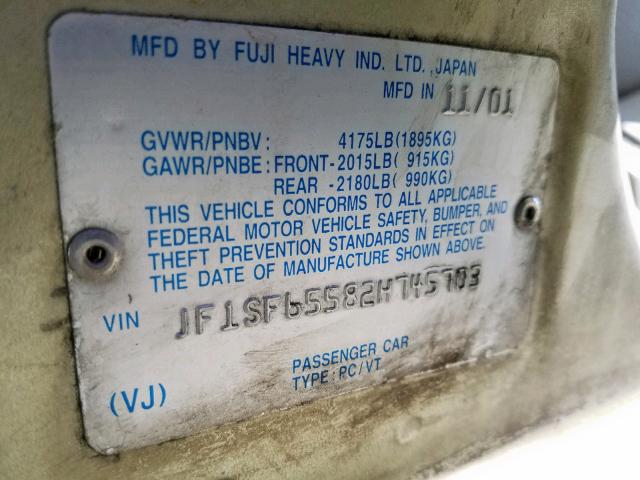 MFD BY FUJI HEAVY IND. LTD., JAPAN
MFD IN 11/01
GVWR/PNBV: 4175LB(1895KG)
GAWR/PNBE: FRONT-2015LB( 915KG)
REAR -2180LB( 990KG)
THIS VEHICLE CONFORMS TO ALL APPLICABLE
FEDERAL MOTOR VEHICLE SAFETY, BUMPER, AND
THEFT PREVENTION STANDARDS IN EFFECT ON
THE DATE OF MANUFACTURE SHOWN ABOVE.
VIN JF1SF65582H745703
PASSENGER CAR
TYPE: PC/VT
(VJ)